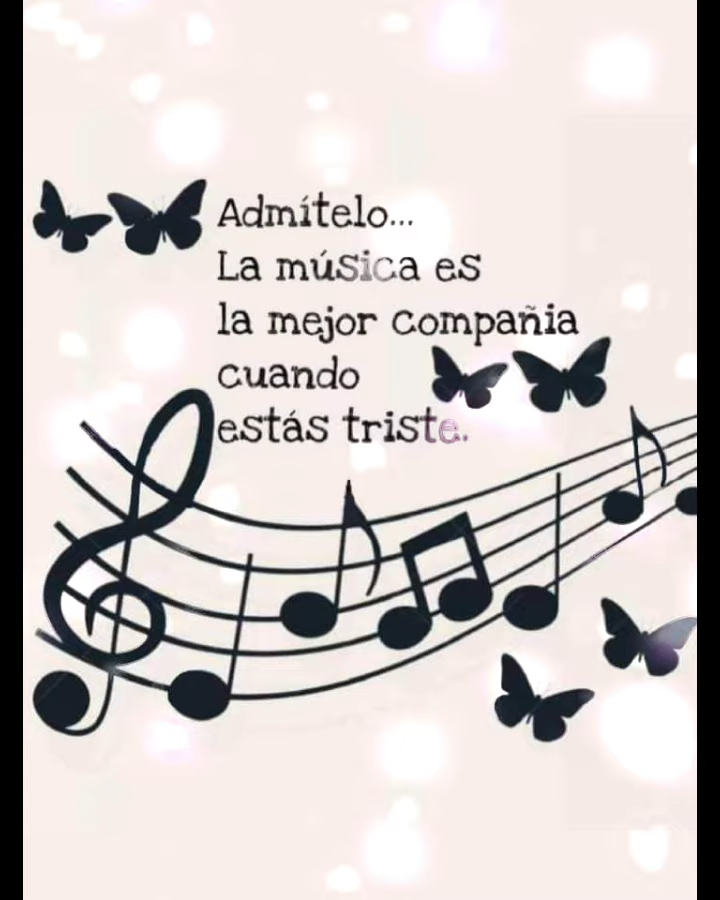 Admítelo...
La música es
la mejor compañia
cuando
estás triste.